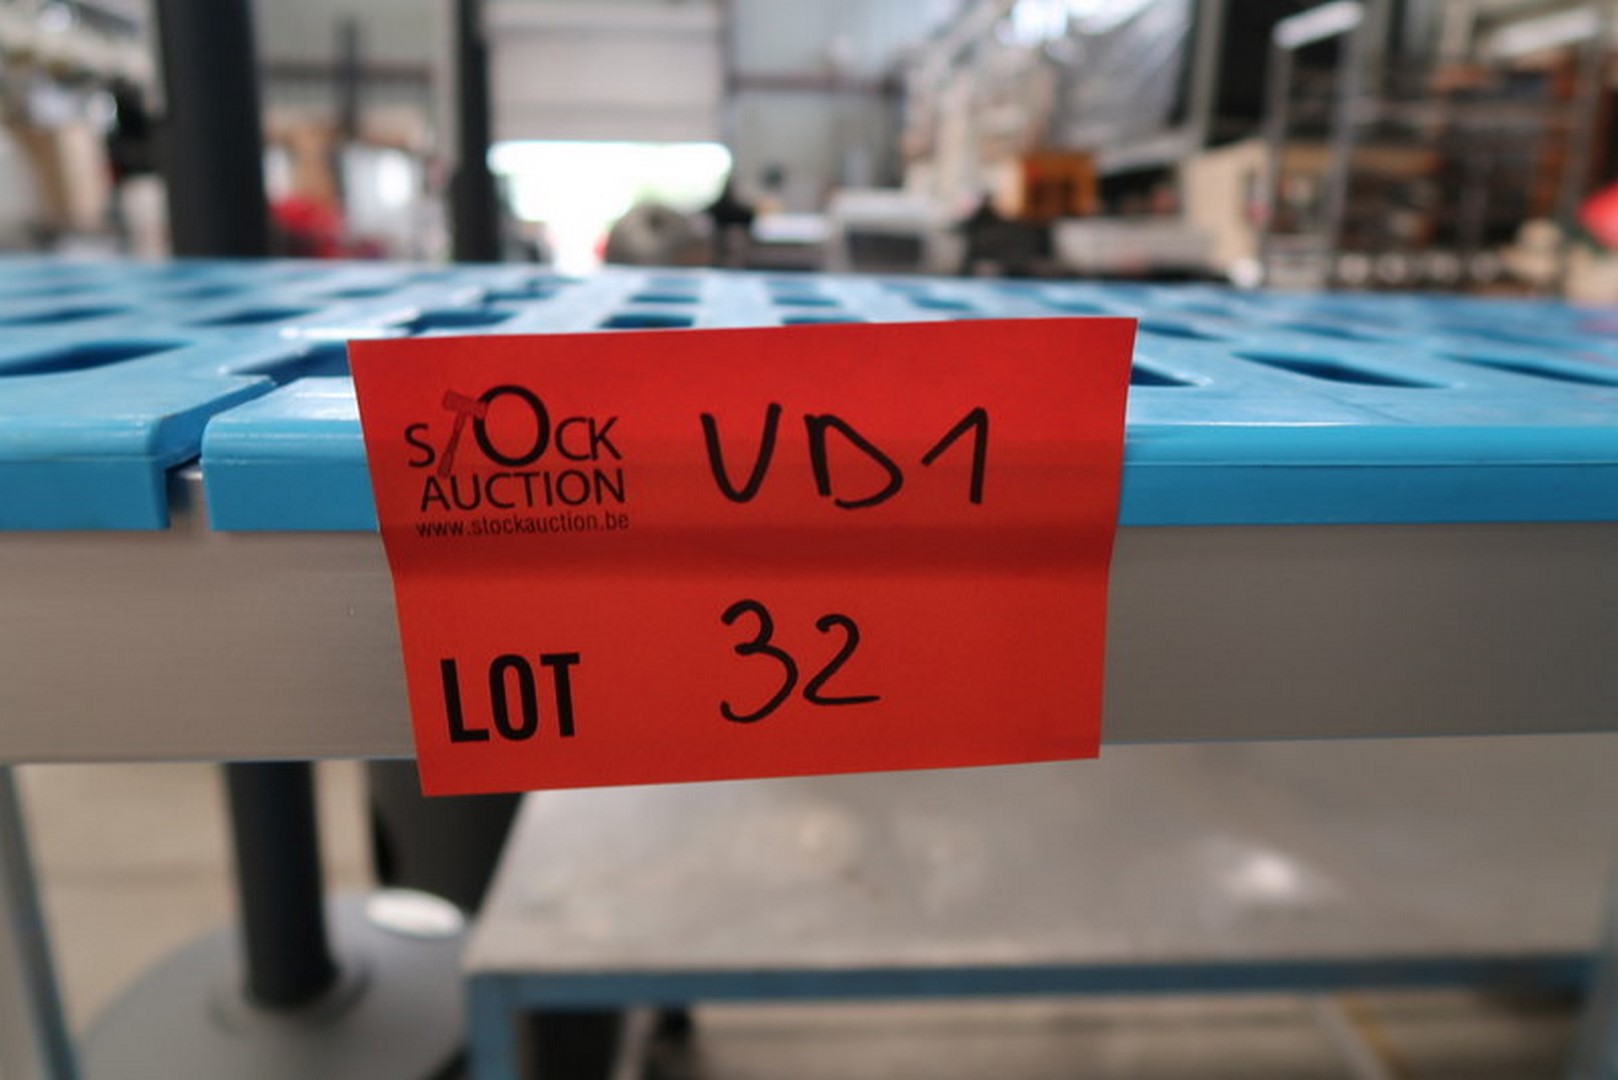 STOCK VD1
AUCTION
www.stockauction.be
LOT 32